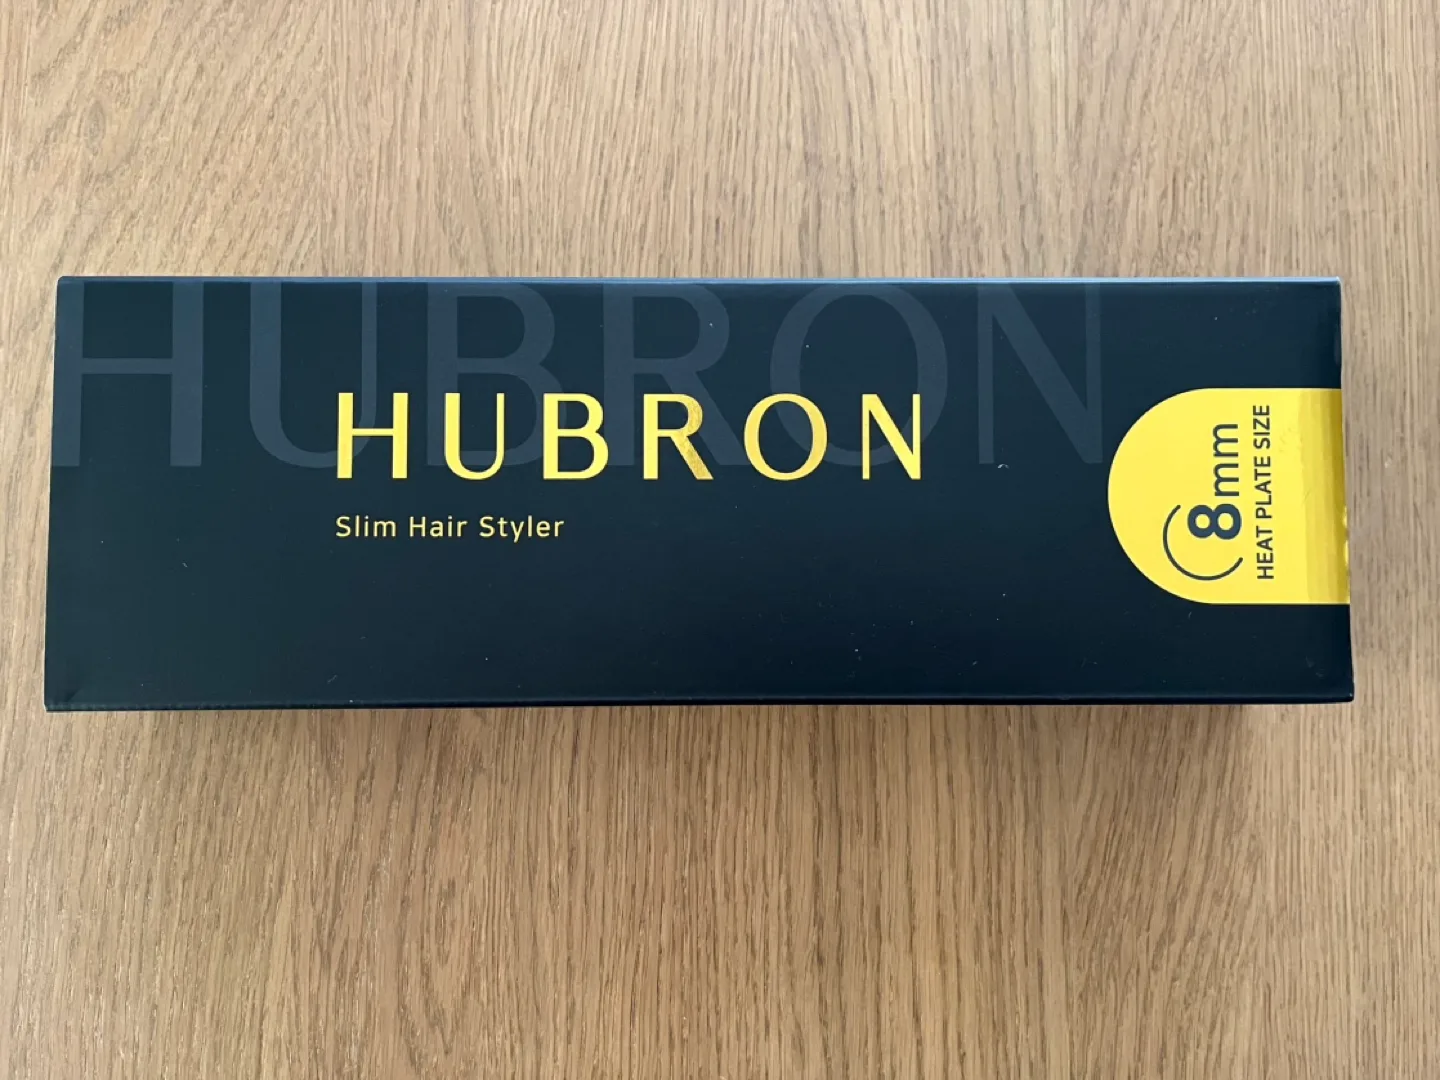 HUBRON
HUBRON
Slim Hair Styler
8mm
HEAT PLATE SIZE